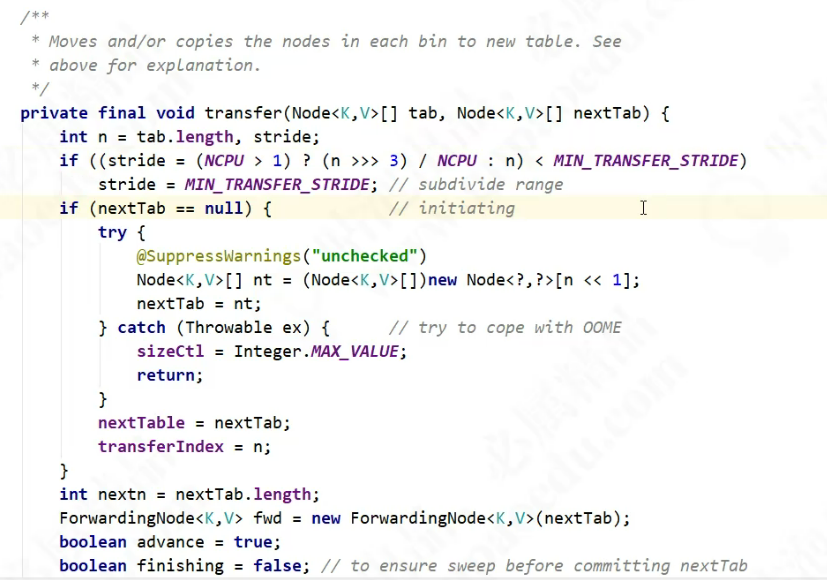 /**
 * Moves and/or copies the nodes in each bin to new table. See
 * above for explanation.
 */
private final void transfer(Node<K,V>[] tab, Node<K,V>[] nextTab) {
    int n = tab.length, stride;
    if ((stride = (NCPU > 1) ? (n >>> 3) / NCPU : n) < MIN_TRANSFER_STRIDE)
        stride = MIN_TRANSFER_STRIDE; // subdivide range
    if (nextTab == null) {            // initiating
        try {
            @SuppressWarnings("unchecked")
            Node<K,V>[] nt = (Node<K,V>[])new Node<?,?>[n << 1];
            nextTab = nt;
        } catch (Throwable ex) {      // try to cope with OOME
            sizeCtl = Integer.MAX_VALUE;
            return;
        }
        nextTable = nextTab;
        transferIndex = n;
    }
    int nextn = nextTab.length;
    ForwardingNode<K,V> fwd = new ForwardingNode<K,V>(nextTab);
    boolean advance = true;
    boolean finishing = false; // to ensure sweep before committing nextTab